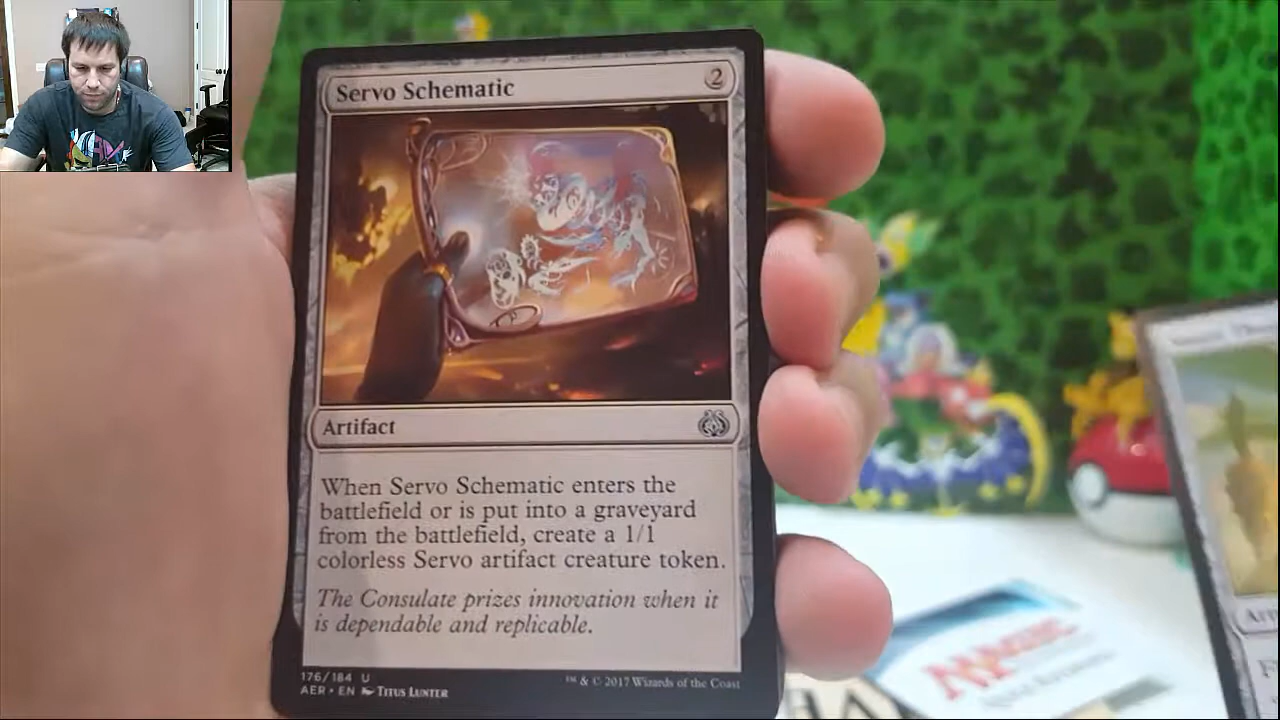 Servo Schematic 2
Artifact
When Servo Schematic enters the
battlefield or is put into a graveyard
from the battlefield, create a 1/1
colorless Servo artifact creature token.
The Consulate prizes innovation when it
is dependable and replicable.
176/184 U
AER • EN Titus Lunter
™ & © 2017 Wizards of the Coast
MAGIC